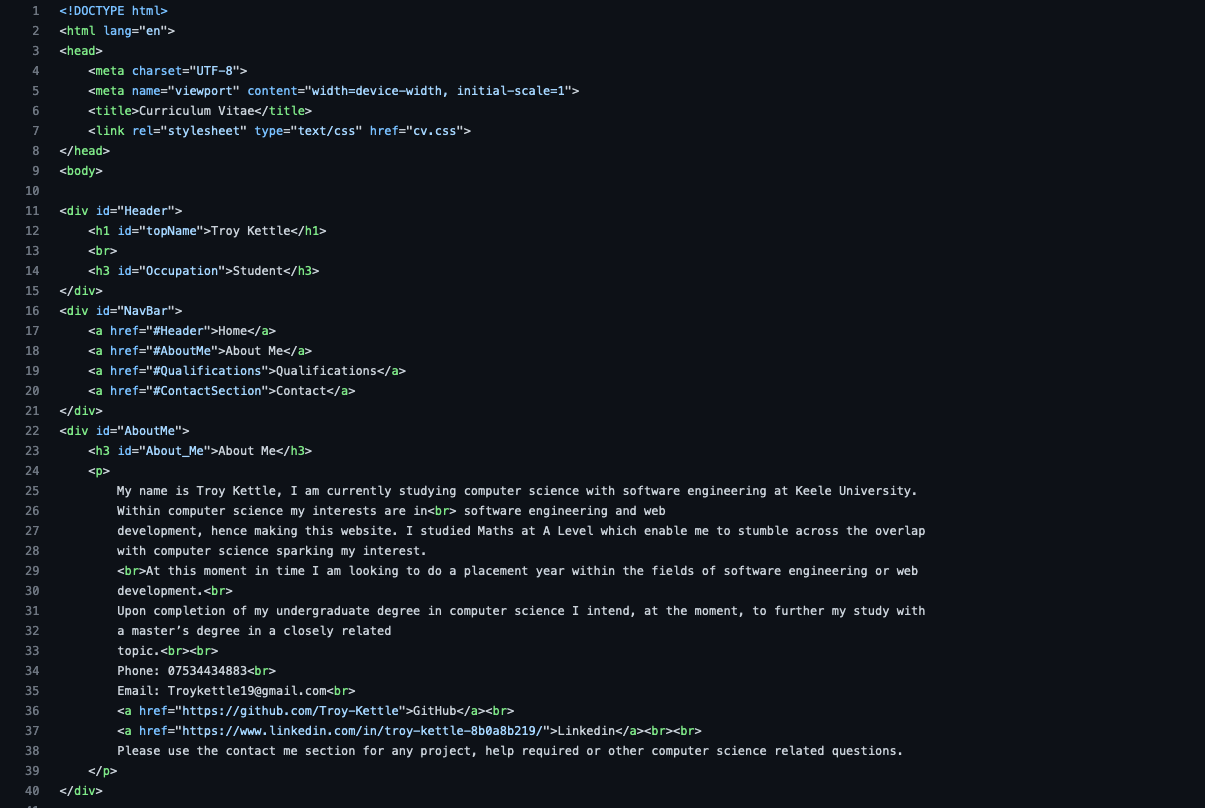 1 <!DOCTYPE html>
2 <html lang="en">
3 <head>
4     <meta charset="UTF-8">
5     <meta name="viewport" content="width=device-width, initial-scale=1">
6     <title>Curriculum Vitae</title>
7     <link rel="stylesheet" type="text/css" href="cv.css">
8 </head>
9 <body>
10
11 <div id="Header">
12     <h1 id="topName">Troy Kettle</h1>
13     <br>
14     <h3 id="Occupation">Student</h3>
15 </div>
16 <div id="NavBar">
17     <a href="#Header">Home</a>
18     <a href="#AboutMe">About Me</a>
19     <a href="#Qualifications">Qualifications</a>
20     <a href="#ContactSection">Contact</a>
21 </div>
22 <div id="AboutMe">
23     <h3 id="About_Me">About Me</h3>
24     <p>
25         My name is Troy Kettle, I am currently studying computer science with software engineering at Keele University.
26         Within computer science my interests are in<br> software engineering and web
27         development, hence making this website. I studied Maths at A Level which enable me to stumble across the overlap
28         with computer science sparking my interest.
29         <br>At this moment in time I am looking to do a placement year within the fields of software engineering or web
30         development.<br>
31         Upon completion of my undergraduate degree in computer science I intend, at the moment, to further my study with
32         a master’s degree in a closely related
33         topic.<br><br>
34         Phone: 07534434883<br>
35         Email: Troykettle19@gmail.com<br>
36         <a href="https://github.com/Troy-Kettle">GitHub</a><br>
37         <a href="https://www.linkedin.com/in/troy-kettle-8b0a8b219/">Linkedin</a><br><br>
38         Please use the contact me section for any project, help required or other computer science related questions.
39     </p>
40 </div>